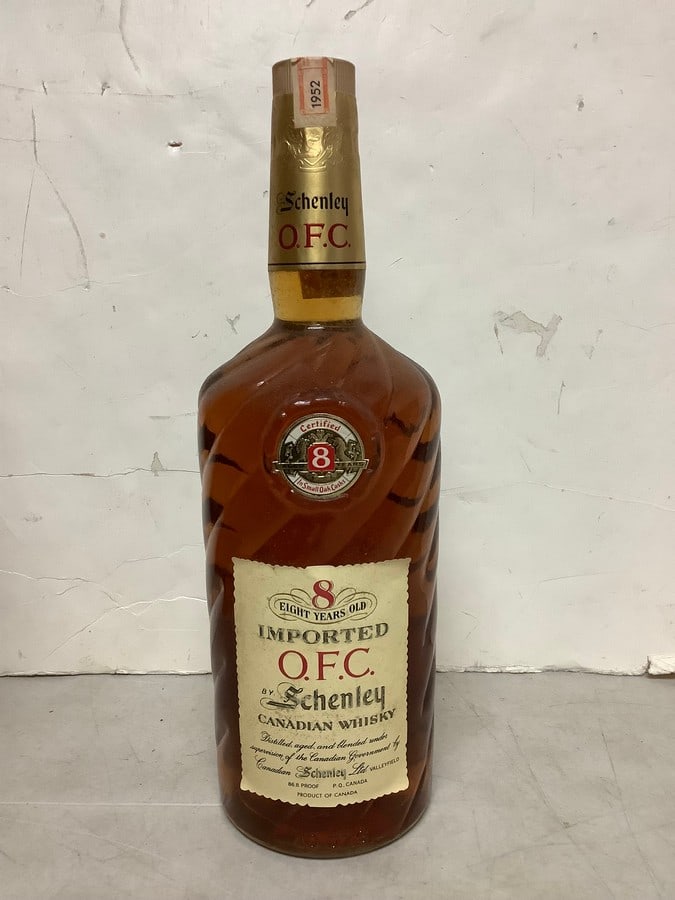 1952
Schenley
O.F.C.
Certified
8
YEARS
In Small Oak Casks
8
EIGHT YEARS OLD
IMPORTED
O.F.C.
BY Schenley
CANADIAN WHISKY
Distilled, aged, and blended under
supervision of the Canadian Government by
Canadian Schenley Ltd VALLEYFIELD
86.8 PROOF P.Q. CANADA
PRODUCT OF CANADA